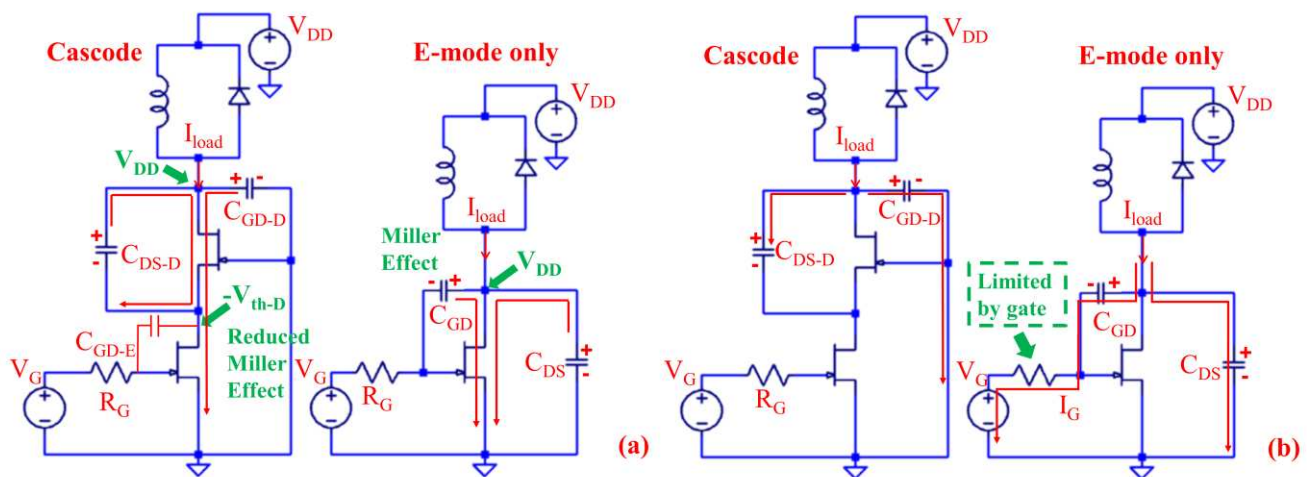 Cascode
V_DD
E-mode only
V_DD
I_load
V_DD
+ -
C_GD-D
+
-
C_DS-D
-V_th-D
C_GD-E
Reduced
Miller
Effect
V_G
R_G
+
-
I_load
Miller
Effect
V_DD
- +
C_GD
C_DS
+
-
V_G
R_G
+
-
(a)
Cascode
V_DD
E-mode only
V_DD
I_load
+ -
C_GD-D
+
-
C_DS-D
V_G
R_G
+
-
I_load
Limited
by gate
- +
C_GD
C_DS
+
-
V_G
I_G
+
-
(b)